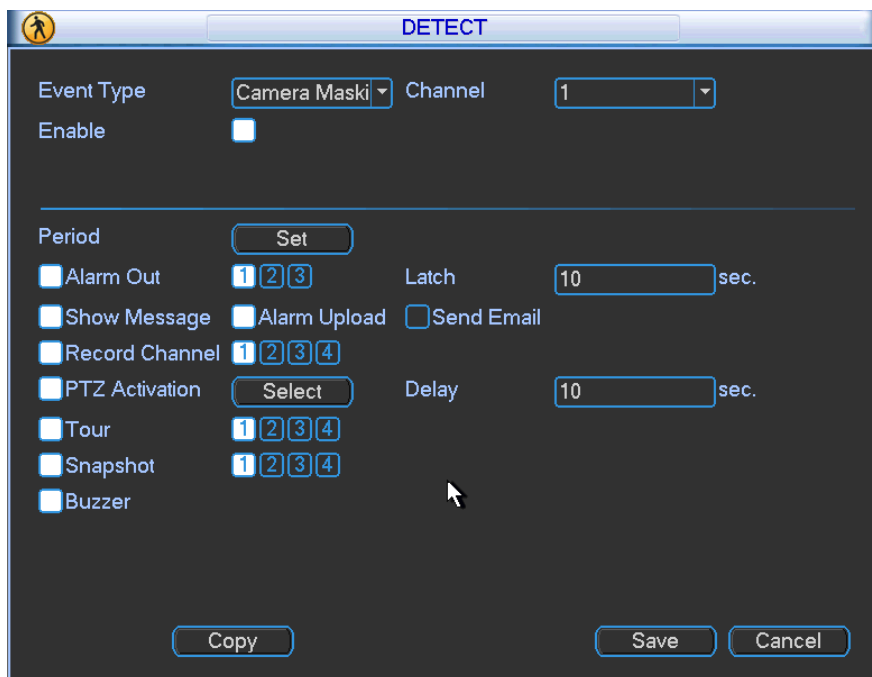 DETECT
Event Type Camera Maski Channel 1
Enable
Period Set
Alarm Out 1 2 3 Latch 10 sec.
Show Message Alarm Upload Send Email
Record Channel 1 2 3 4
PTZ Activation Select Delay 10 sec.
Tour 1 2 3 4
Snapshot 1 2 3 4
Buzzer
Copy Save Cancel